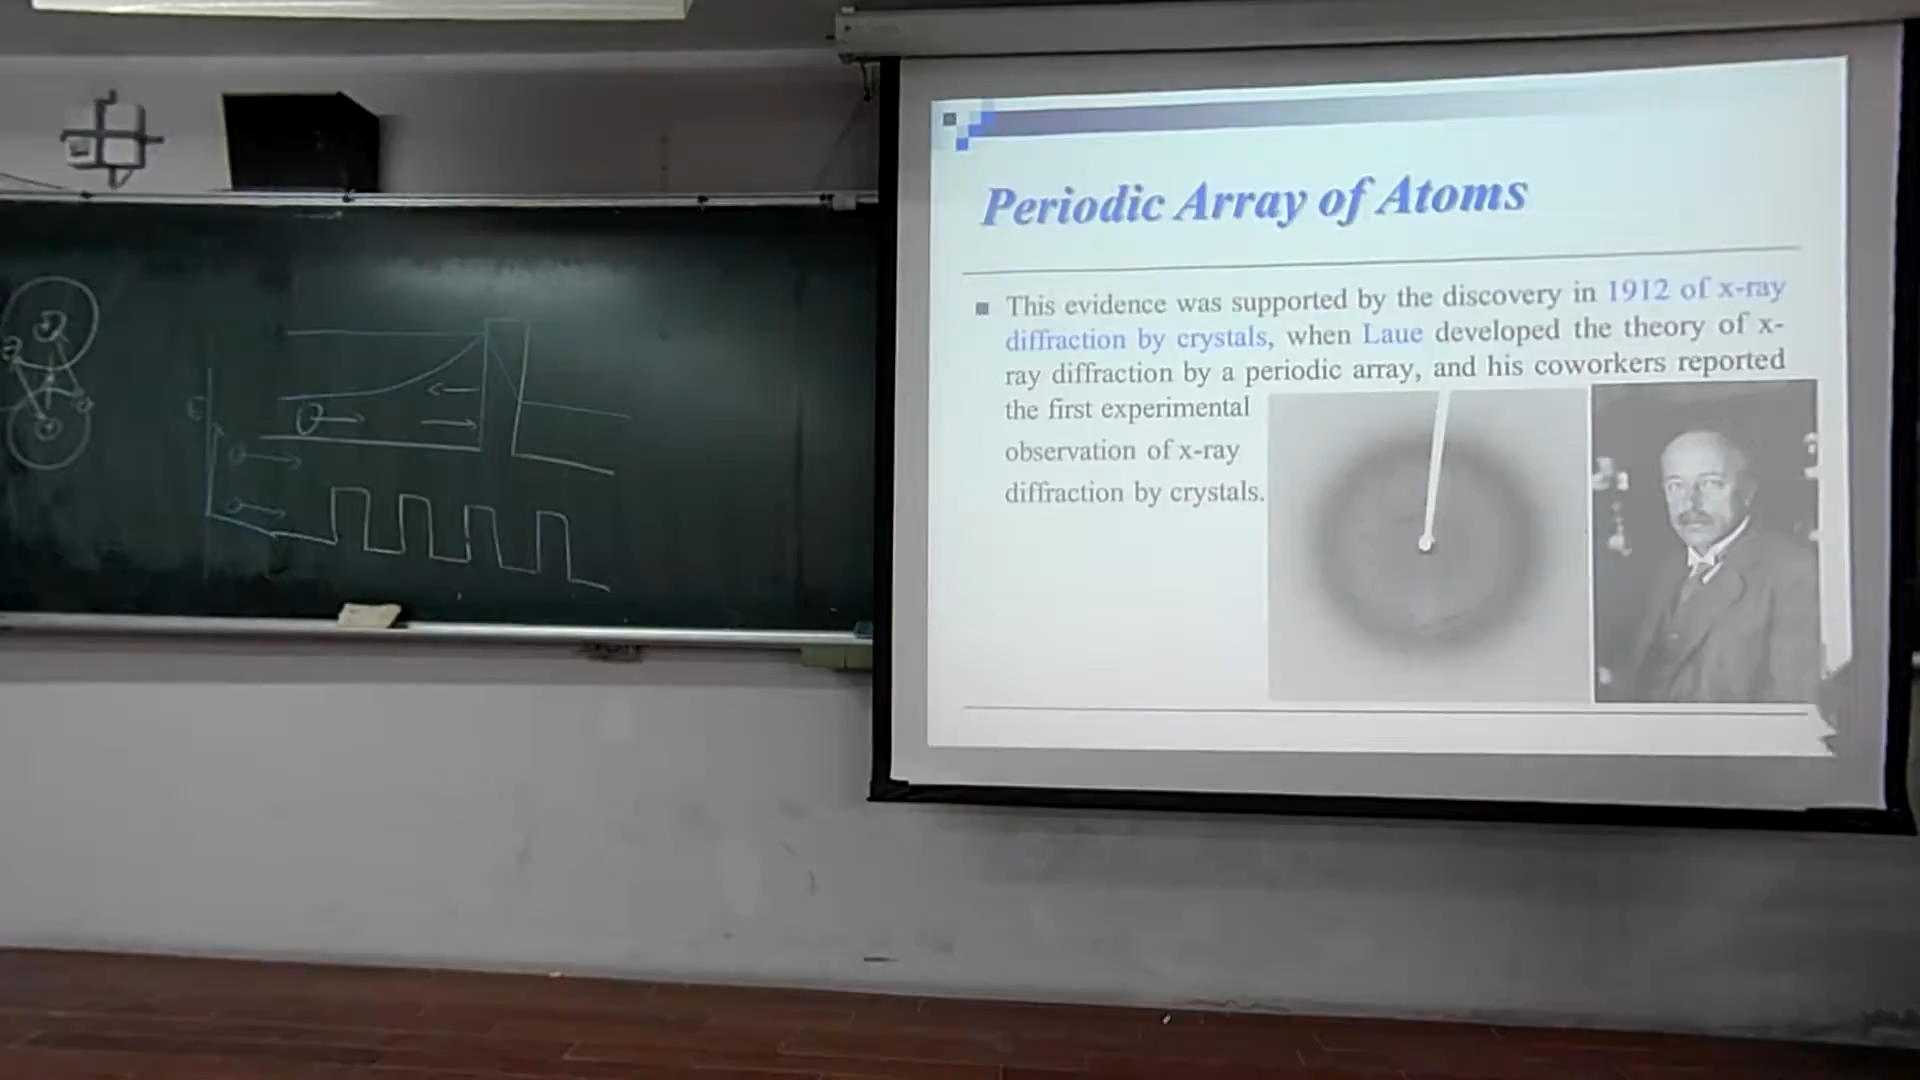 Periodic Array of Atoms
This evidence was supported by the discovery in 1912 of x-ray
diffraction by crystals, when Laue developed the theory of x-
ray diffraction by a periodic array, and his coworkers reported
the first experimental
observation of x-ray
diffraction by crystals.